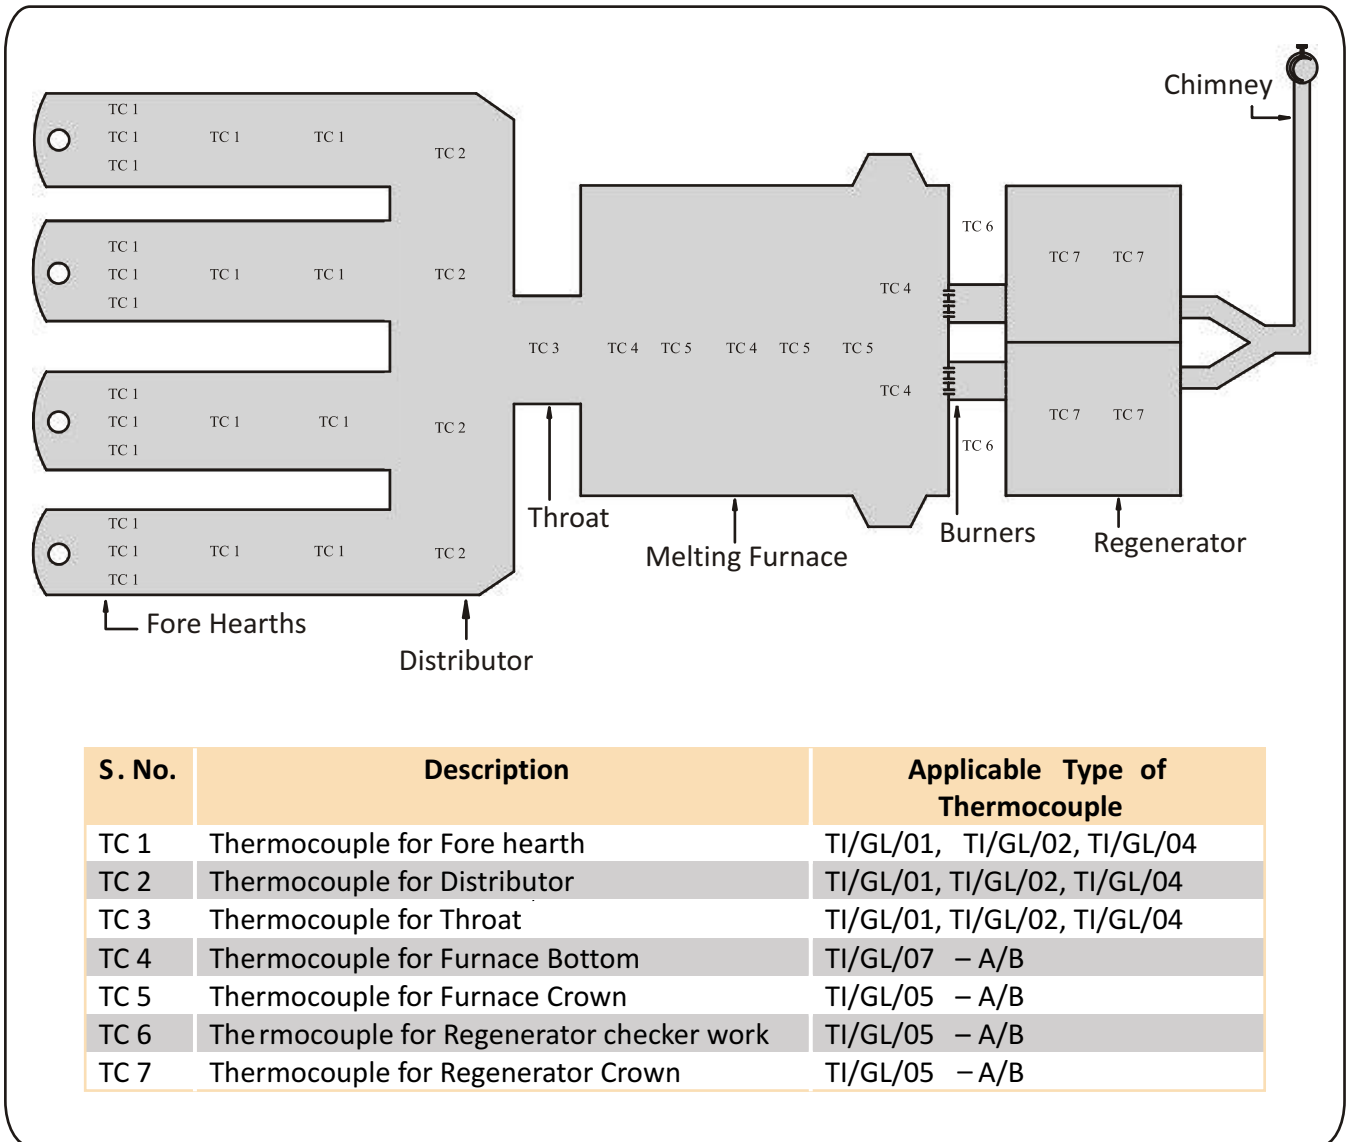 Chimney
TC 1
TC 1 TC 1 TC 1
TC 1
TC 2
TC 1
TC 1 TC 1 TC 1 TC 2
TC 1
TC 6
TC 7 TC 7
TC 4
TC 3 TC 4 TC 5 TC 4 TC 5 TC 5
TC 4
TC 1
TC 1 TC 1 TC 1 TC 2
TC 1
TC 7 TC 7
TC 6
TC 1
TC 1 TC 1 TC 1 TC 2
TC 1
Throat
Melting Furnace
Burners
Regenerator
Fore Hearths
Distributor
S. No. Description Applicable Type of
Thermocouple
TC 1 Thermocouple for Fore hearth TI/GL/01, TI/GL/02, TI/GL/04
TC 2 Thermocouple for Distributor TI/GL/01, TI/GL/02, TI/GL/04
TC 3 Thermocouple for Throat TI/GL/01, TI/GL/02, TI/GL/04
TC 4 Thermocouple for Furnace Bottom TI/GL/07 – A/B
TC 5 Thermocouple for Furnace Crown TI/GL/05 – A/B
TC 6 Thermocouple for Regenerator checker work TI/GL/05 – A/B
TC 7 Thermocouple for Regenerator Crown TI/GL/05 – A/B